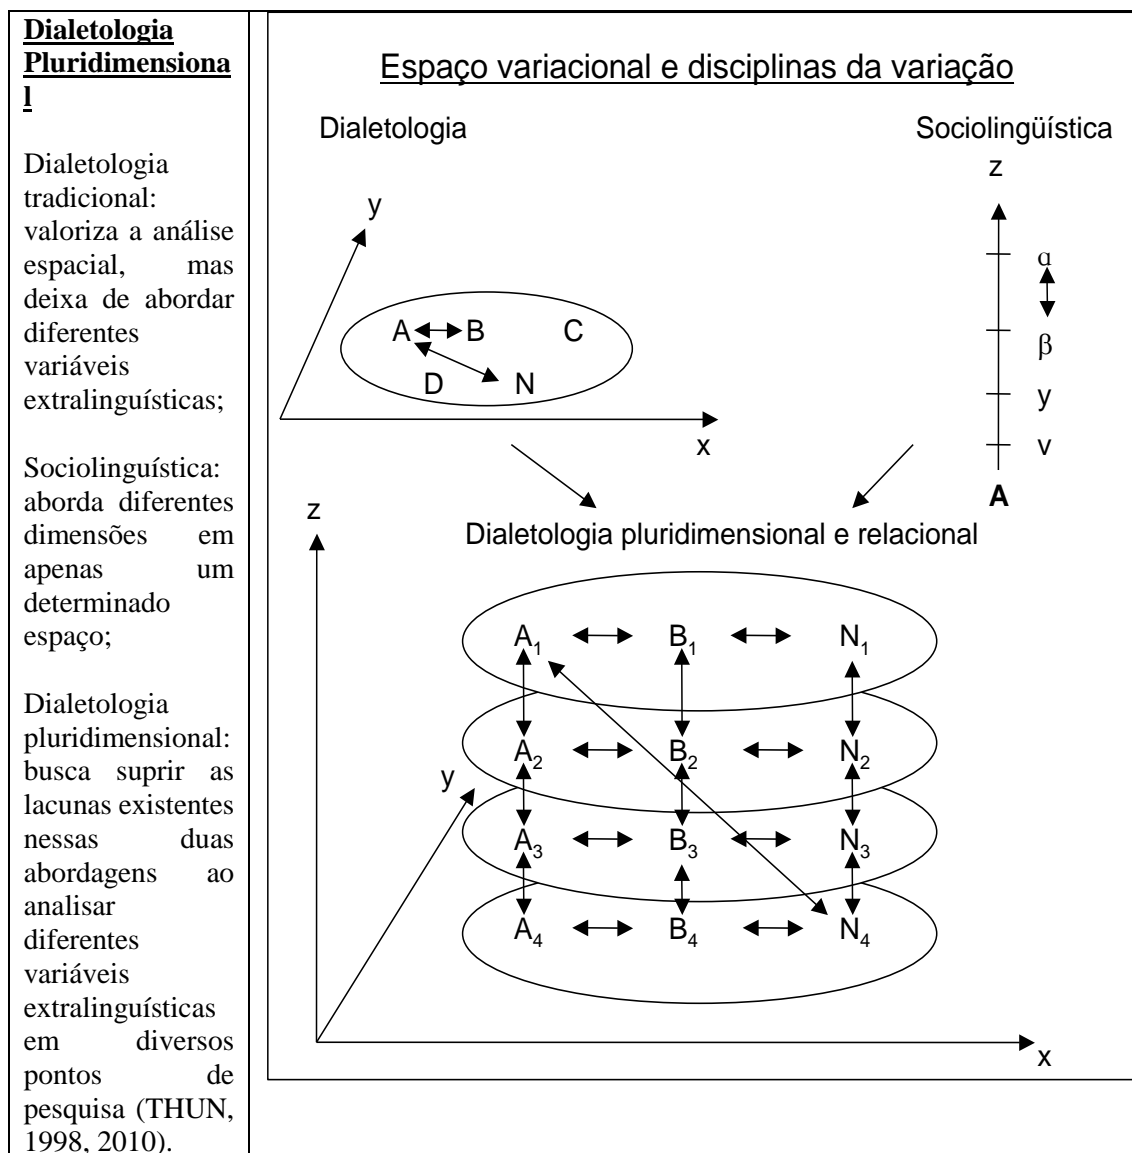 Dialetologia
Pluridimensiona
l
Dialetologia
tradicional:
valoriza a análise
espacial, mas
deixa de abordar
diferentes
variáveis
extralinguísticas;
Sociolinguística:
aborda diferentes
dimensões em
apenas um
determinado
espaço;
Dialetologia
pluridimensional:
busca suprir as
lacunas existentes
nessas duas
abordagens ao
analisar
diferentes
variáveis
extralinguísticas
em diversos
pontos de
pesquisa (THUN,
1998, 2010).
Espaço variacional e disciplinas da variação
Dialetologia
Sociolingüística
y
A B C
D N
x
z
α
β
y
v
A
Dialetologia pluridimensional e relacional
z
A1 B1 N1
A2 B2 N2
y
A3 B3 N3
A4 B4 N4
x